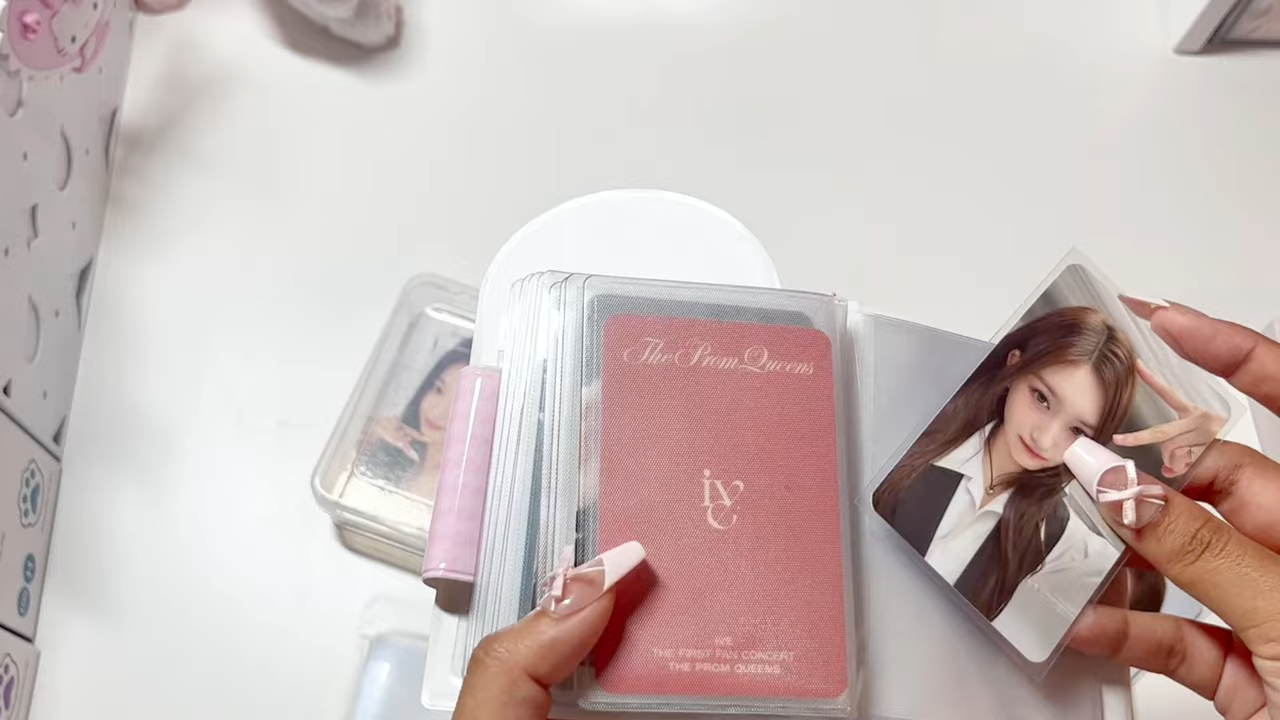 The Prom Queens
IVE
IVE
THE FIRST FAN CONCERT
THE PROM QUEENS